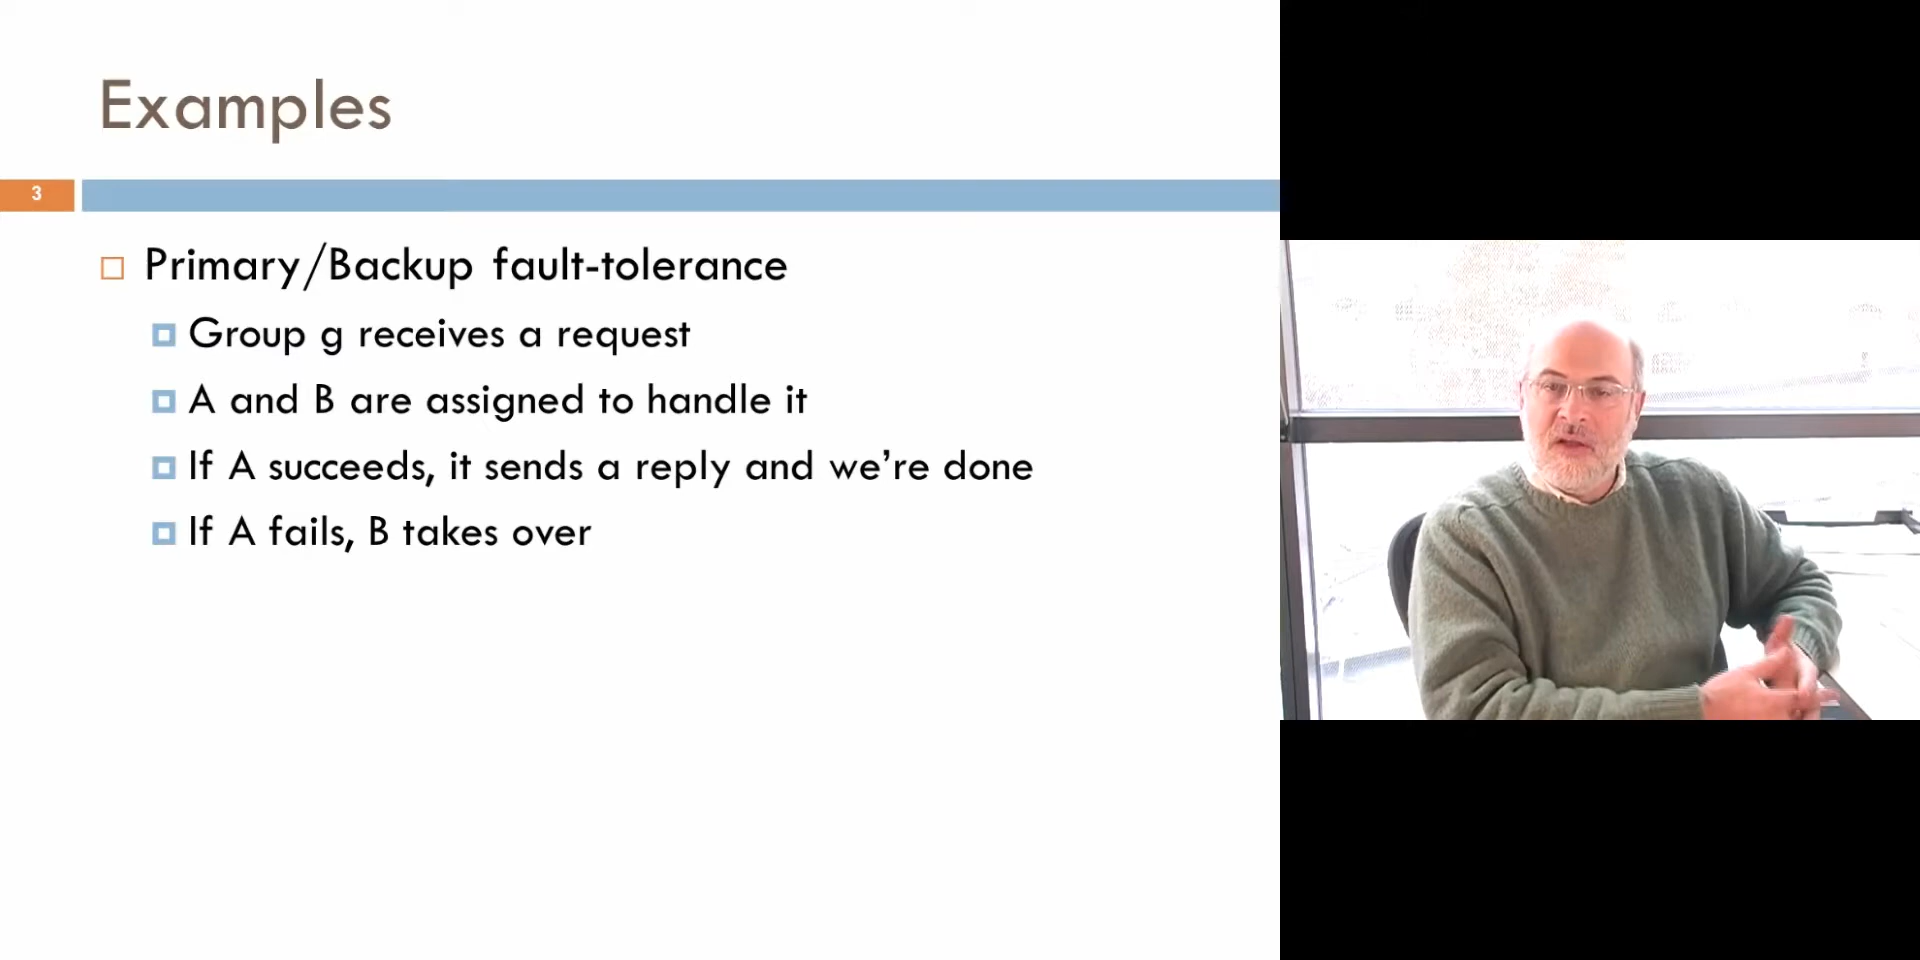 Examples
3
Primary/Backup fault-tolerance
Group g receives a request
A and B are assigned to handle it
If A succeeds, it sends a reply and we’re done
If A fails, B takes over